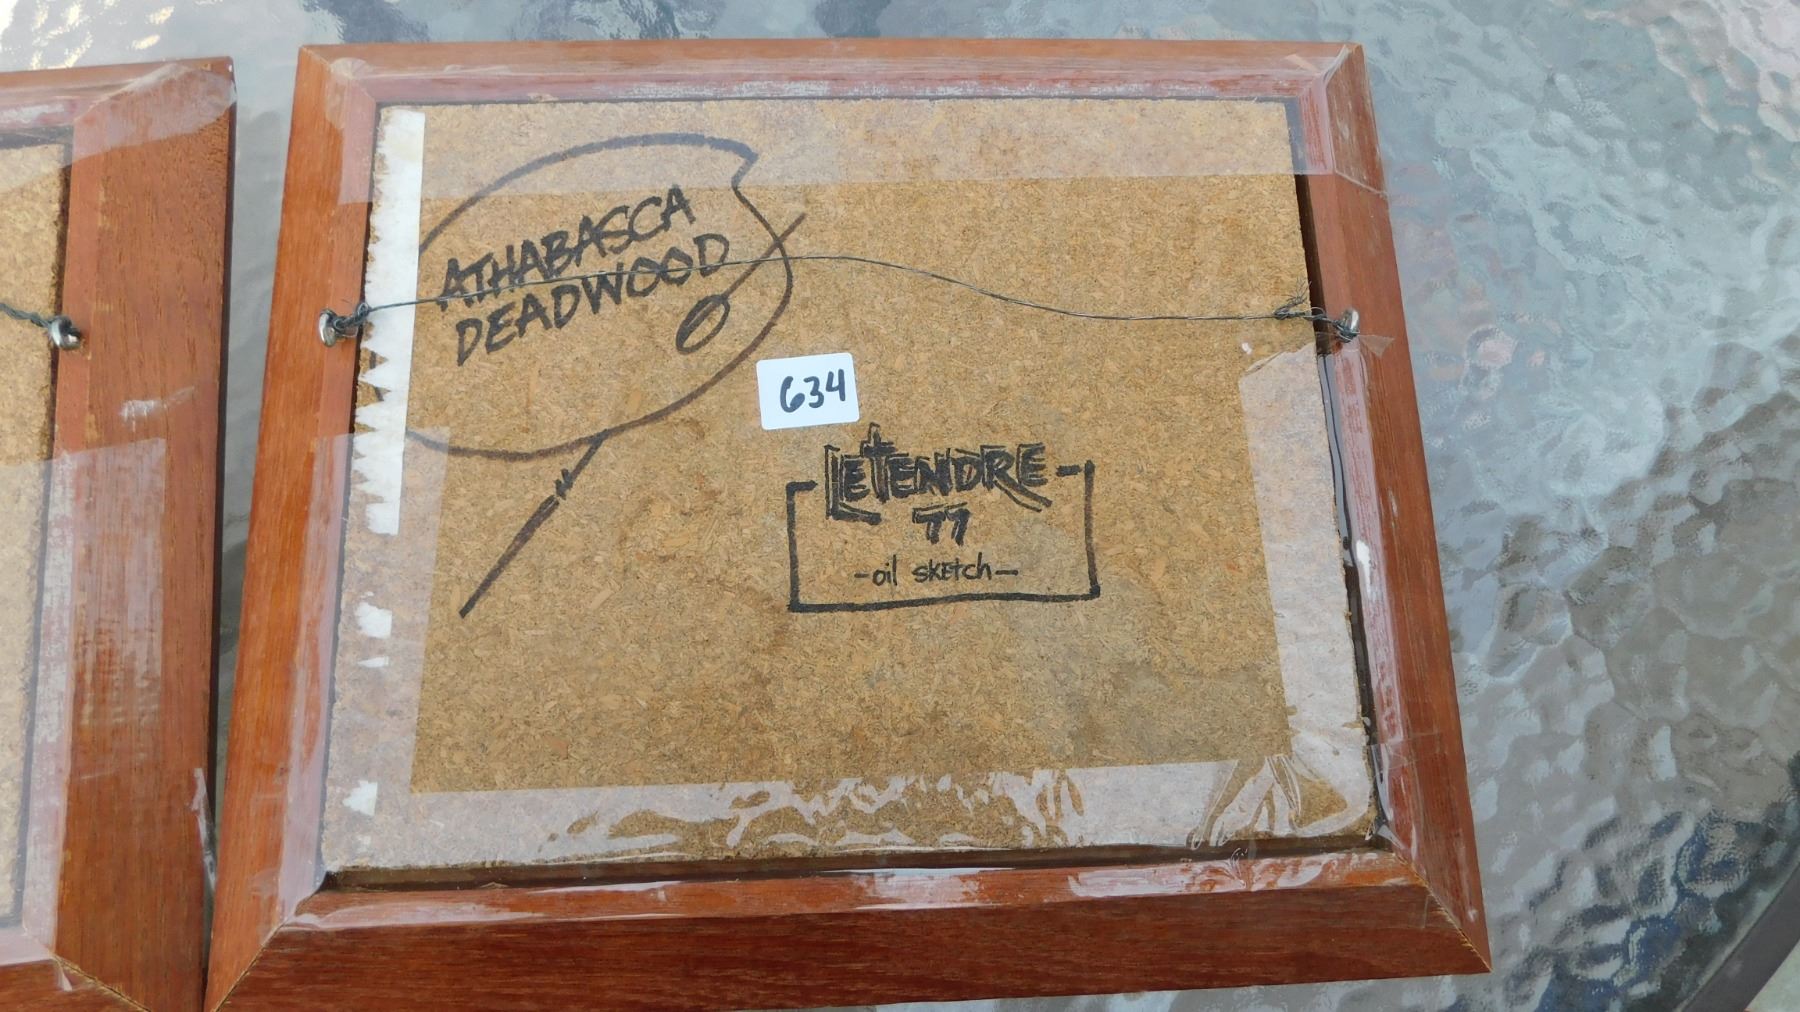 ATHABASCA
DEADWOOD
634
LETENDRE
77
-oil sketch-